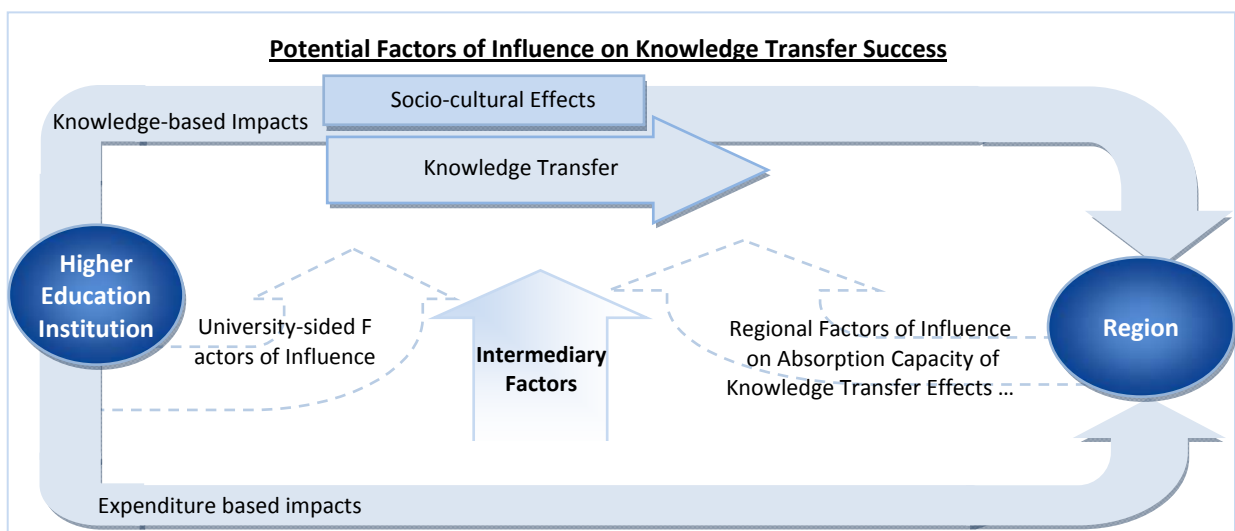 Potential Factors of Influence on Knowledge Transfer Success
Socio-cultural Effects
Knowledge-based Impacts
Knowledge Transfer
Higher
Education
Institution
University-sided F
actors of Influence
Intermediary
Factors
Regional Factors of Influence
on Absorption Capacity of
Knowledge Transfer Effects ...
Region
Expenditure based impacts